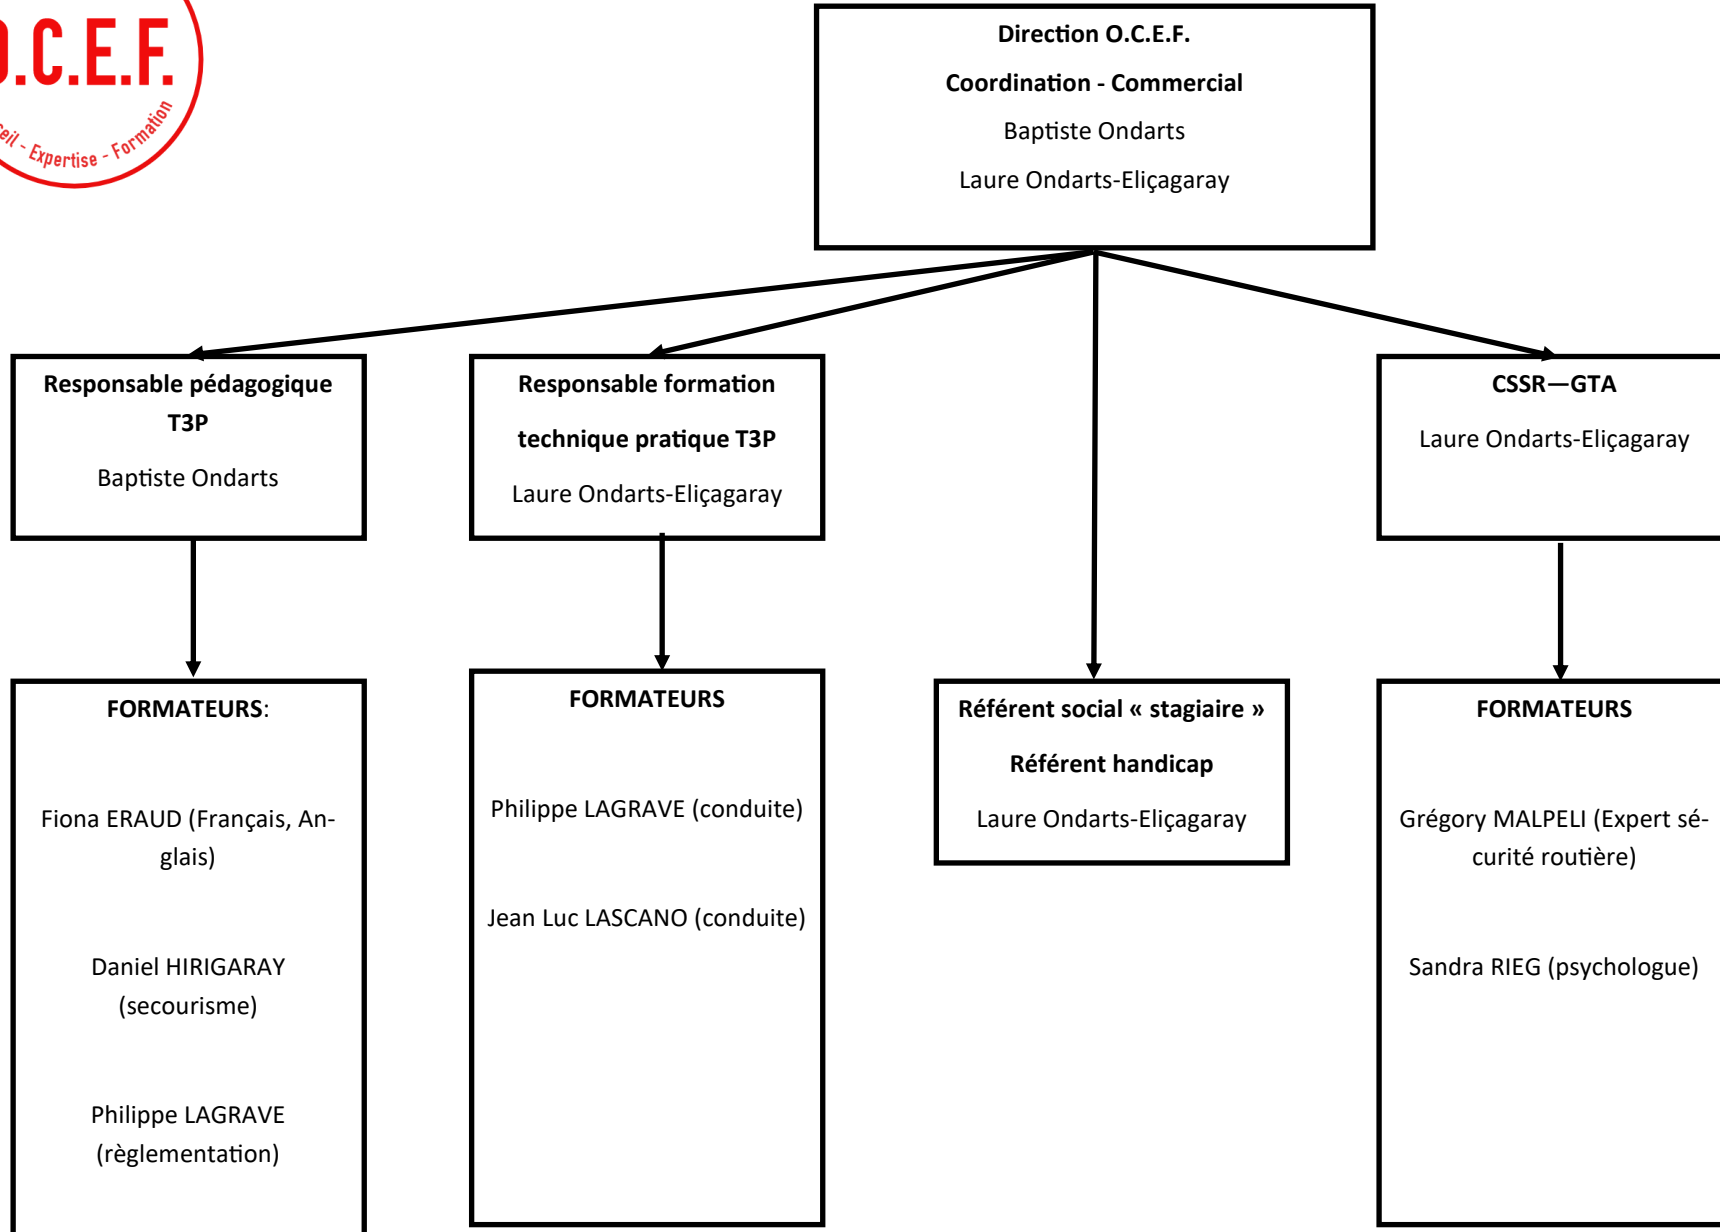 .C.E.F.
- Expertise - Formation
Direction O.C.E.F.
Coordination - Commercial
Baptiste Ondarts
Laure Ondarts-Eliçagaray
Responsable pédagogique
T3P
Baptiste Ondarts
Responsable formation
technique pratique T3P
Laure Ondarts-Eliçagaray
CSSR—GTA
Laure Ondarts-Eliçagaray
FORMATEURS:
Fiona ERAUD (Français, An-
glais)
Daniel HIRIGARAY
(secourisme)
Philippe LAGRAVE
(règlementation)
FORMATEURS
Philippe LAGRAVE (conduite)
Jean Luc LASCANO (conduite)
Référent social « stagiaire »
Référent handicap
Laure Ondarts-Eliçagaray
FORMATEURS
Grégory MALPELI (Expert sé-
curité routière)
Sandra RIEG (psychologue)